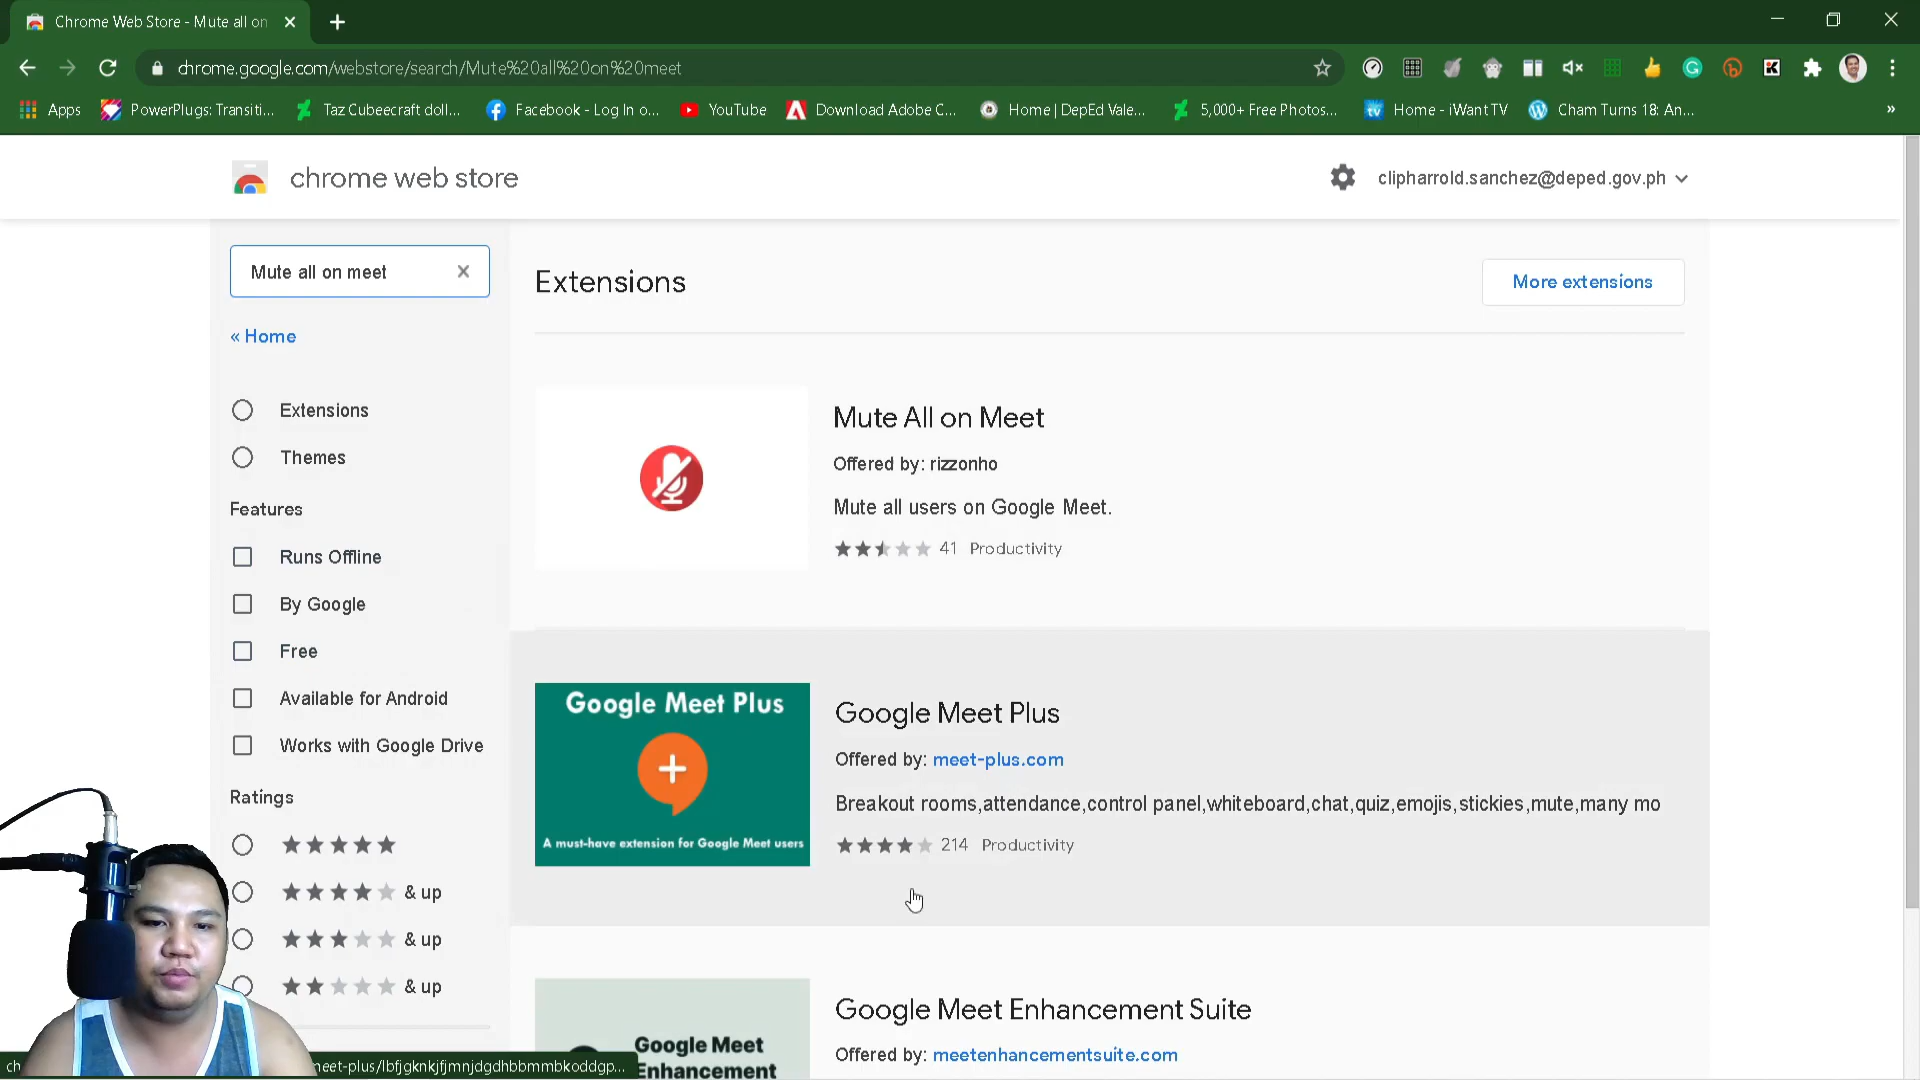 Chrome Web Store - Mute all on
chrome.google.com/webstore/search/Mute%20all%20on%20meet
Apps
PowerPlugs: Transiti...
Taz Cubeecraft doll...
Facebook - Log In o...
YouTube
Download Adobe C...
Home | DepEd Vale...
5,000+ Free Photos...
Home - iWantTV
Cham Turns 18: An...
»
chrome web store
clipharrold.sanchez@deped.gov.ph
Mute all on meet
« Home
Extensions
Themes
Features
Runs Offline
By Google
Free
Available for Android
Works with Google Drive
Ratings
& up
& up
& up
Extensions
More extensions
Mute All on Meet
Offered by: rizzonho
Mute all users on Google Meet.
41 Productivity
Google Meet Plus
A must-have extension for Google Meet users
Google Meet Plus
Offered by: meet-plus.com
Breakout rooms,attendance,control panel,whiteboard,chat,quiz,emojis,stickies,mute,many mo
214 Productivity
Google Meet
Enhancement
Google Meet Enhancement Suite
Offered by: meetenhancementsuite.com